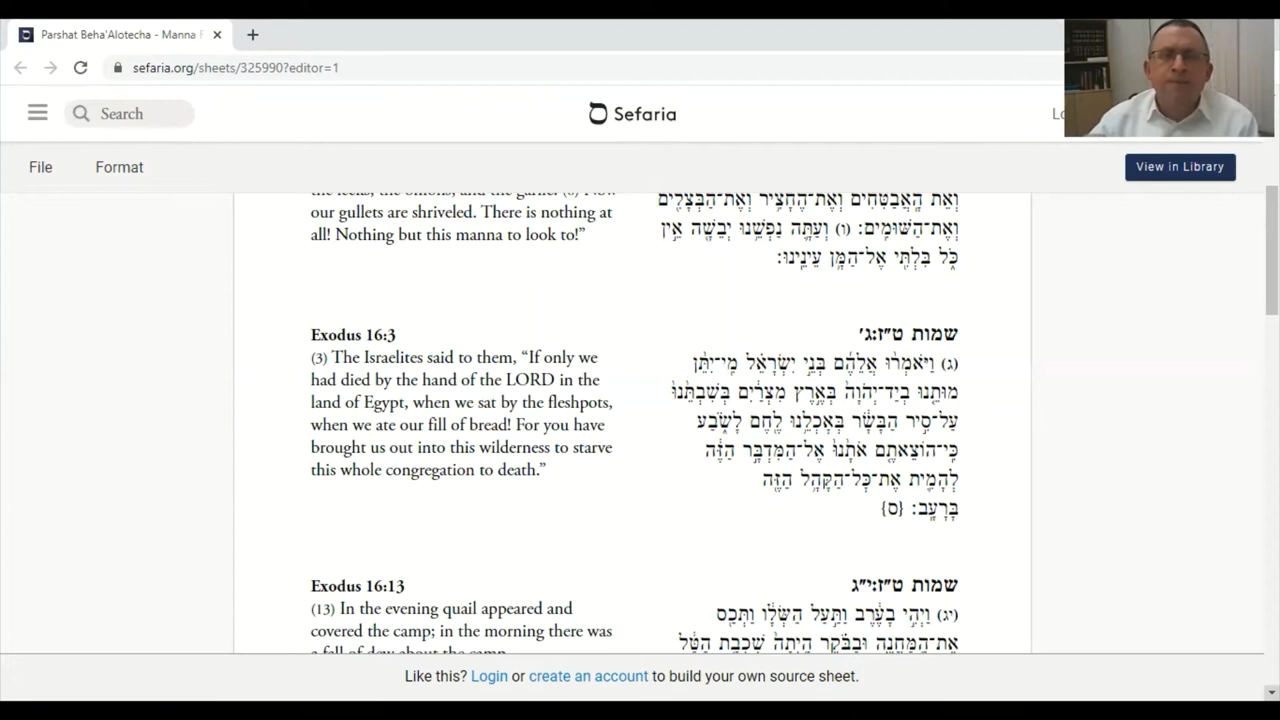 Parshat Beha'Alotecha - Manna F
sefaria.org/sheets/325990?editor=1
Search
Sefaria
Lo
File
Format
View in Library
our gullets are shriveled. There is nothing at
all! Nothing but this manna to look to!”
וְאֵת הָֽאֲבַטִּחִ֔ים וְאֶת־הֶחָצִ֥יר וְאֶת־הַבְּצָלִ֖ים
וְאֶת־הַשּׁוּמִֽים׃ (ו) וְעַתָּ֛ה נַפְשֵׁ֥נוּ יְבֵשָׁ֖ה אֵ֣ין
כֹּ֑ל בִּלְתִּ֖י אֶל־הַמָּ֥ן עֵינֵֽינוּ׃
Exodus 16:3
(3) The Israelites said to them, “If only we
had died by the hand of the LORD in the
land of Egypt, when we sat by the fleshpots,
when we ate our fill of bread! For you have
brought us out into this wilderness to starve
this whole congregation to death.”
שמות ט״ז:ג׳
(ג) וַיֹּאמְר֨וּ אֲלֵהֶ֜ם בְּנֵ֣י יִשְׂרָאֵ֗ל מִֽי־יִתֵּ֨ן
מוּתֵ֤נוּ בְיַד־יְהֹוָה֙ בְּאֶ֣רֶץ מִצְרַ֔יִם בְּשִׁבְתֵּ֙נוּ֙
עַל־סִ֣יר הַבָּשָׂ֔ר בְּאׇכְלֵ֥נוּ לֶ֖חֶם לָשֹׂ֑בַע
כִּֽי־הוֹצֵאתֶ֤ם אֹתָ֙נוּ֙ אֶל־הַמִּדְבָּ֣ר הַזֶּ֔ה
לְהָמִ֛ית אֶת־כׇּל־הַקָּהָ֥ל הַזֶּ֖ה
בָּרָעָֽב׃ {ס}
Exodus 16:13
(13) In the evening quail appeared and
covered the camp; in the morning there was
a fall of dew about the camp.
שמות ט״ז:י״ג
(יג) וַיְהִ֣י בָעֶ֔רֶב וַתַּ֣עַל הַשְּׂלָ֔ו וַתְּכַ֖ס
אֶת־הַֽמַּחֲנֶ֑ה וּבַבֹּ֗קֶר הָֽיְתָה֙ שִׁכְבַ֣ת הַטַּ֔ל
Like this? Login or create an account to build your own source sheet.